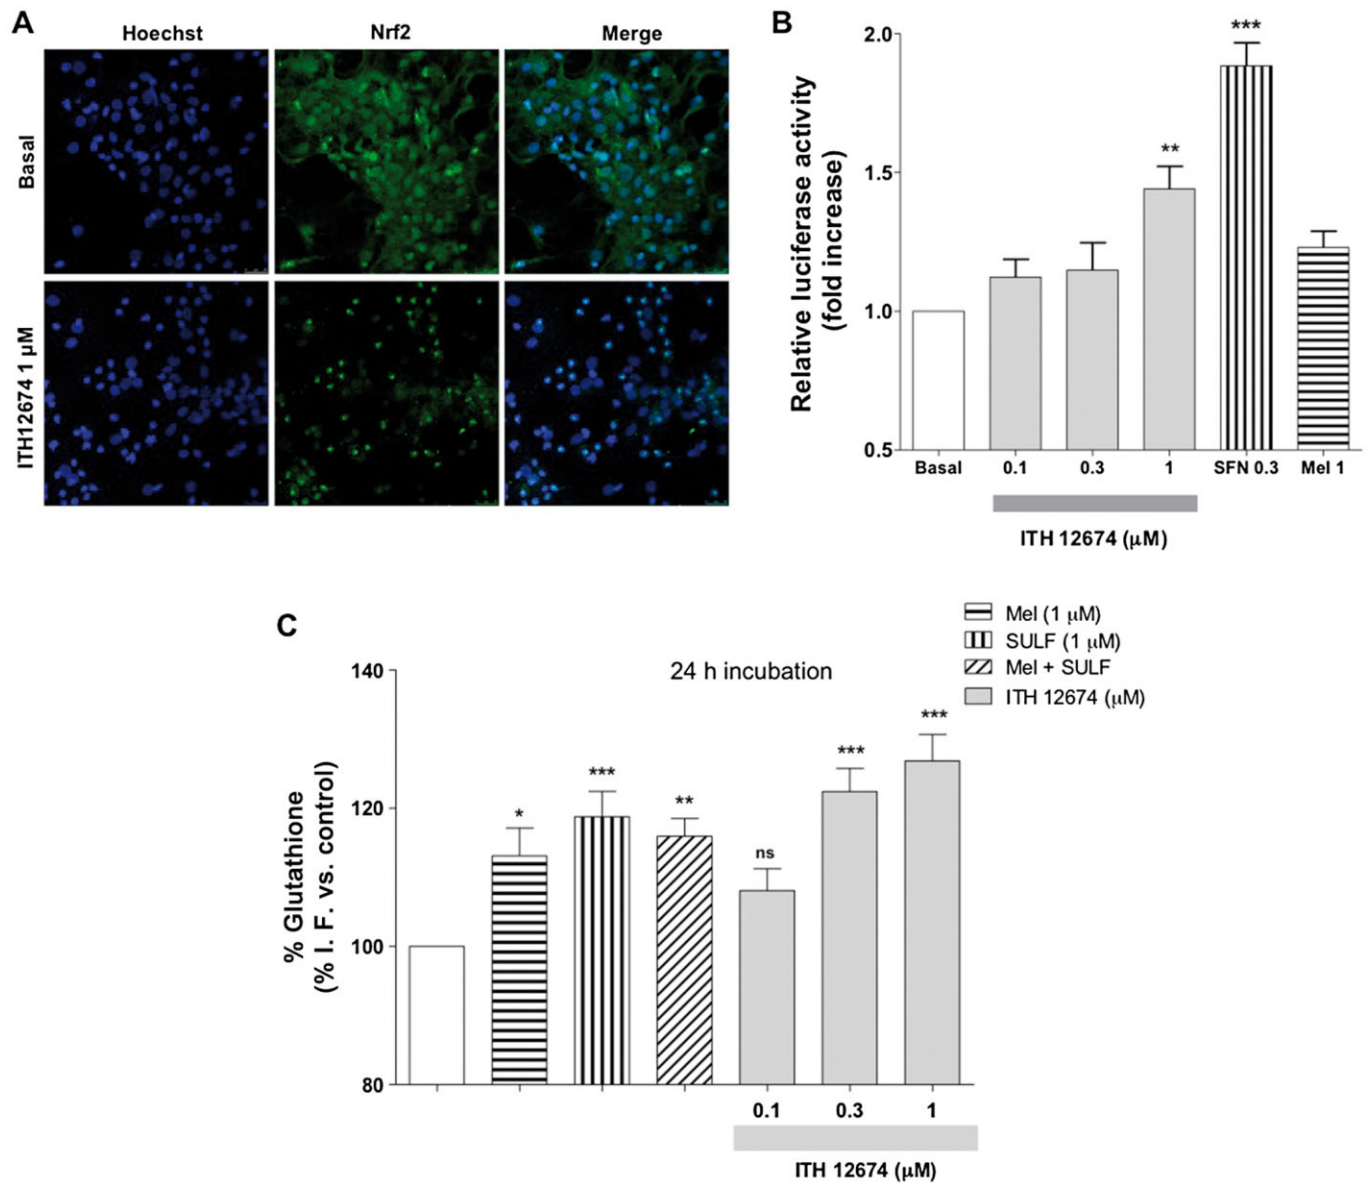 A
Hoechst
Nrf2
Merge
Basal
ITH12674 1 µM
B
Relative luciferase activity
(fold increase)
2.0
1.5
1.0
0.5
**
***
Basal
0.1
0.3
1
SFN 0.3
Mel 1
ITH 12674 (µM)
C
Mel (1 µM)
SULF (1 µM)
Mel + SULF
ITH 12674 (µM)
24 h incubation
% Glutathione
(% I. F. vs. control)
140
120
100
80
*
***
**
ns
***
***
0.1
0.3
1
ITH 12674 (µM)